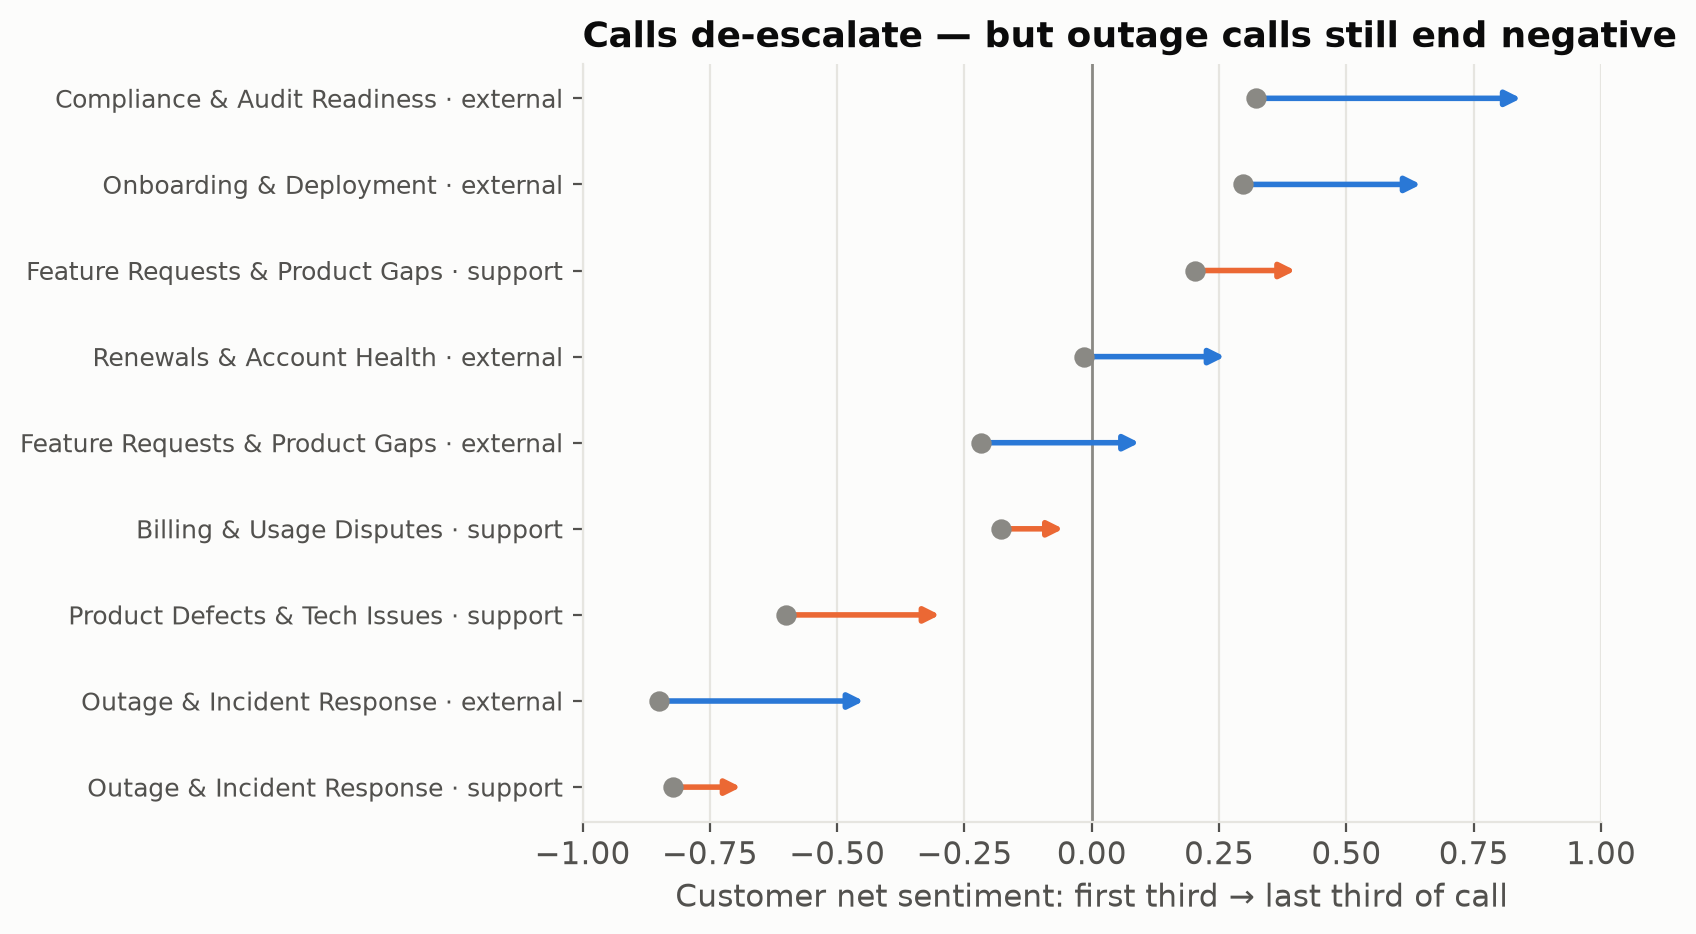 Calls de-escalate — but outage calls still end negative
Compliance & Audit Readiness · external
Onboarding & Deployment · external
Feature Requests & Product Gaps · support
Renewals & Account Health · external
Feature Requests & Product Gaps · external
Billing & Usage Disputes · support
Product Defects & Tech Issues · support
Outage & Incident Response · external
Outage & Incident Response · support
−1.00 −0.75 −0.50 −0.25 0.00 0.25 0.50 0.75 1.00
Customer net sentiment: first third → last third of call